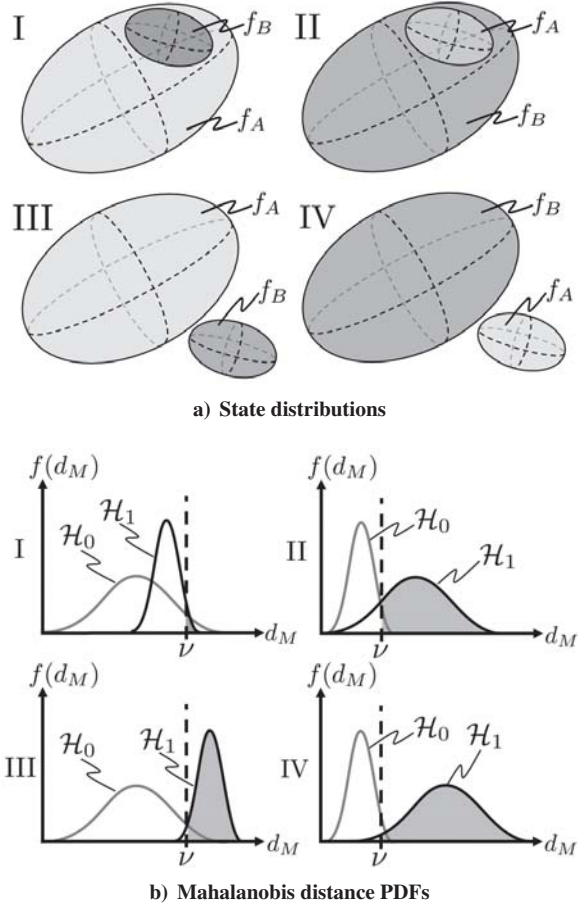 I
f_B
f_A
II
f_A
f_B
III
f_A
f_B
IV
f_B
f_A
a) State distributions
I
f(d_M)
H_0
H_1
ν
d_M
II
f(d_M)
H_0
H_1
ν
d_M
III
f(d_M)
H_0
H_1
ν
d_M
IV
f(d_M)
H_0
H_1
ν
d_M
b) Mahalanobis distance PDFs